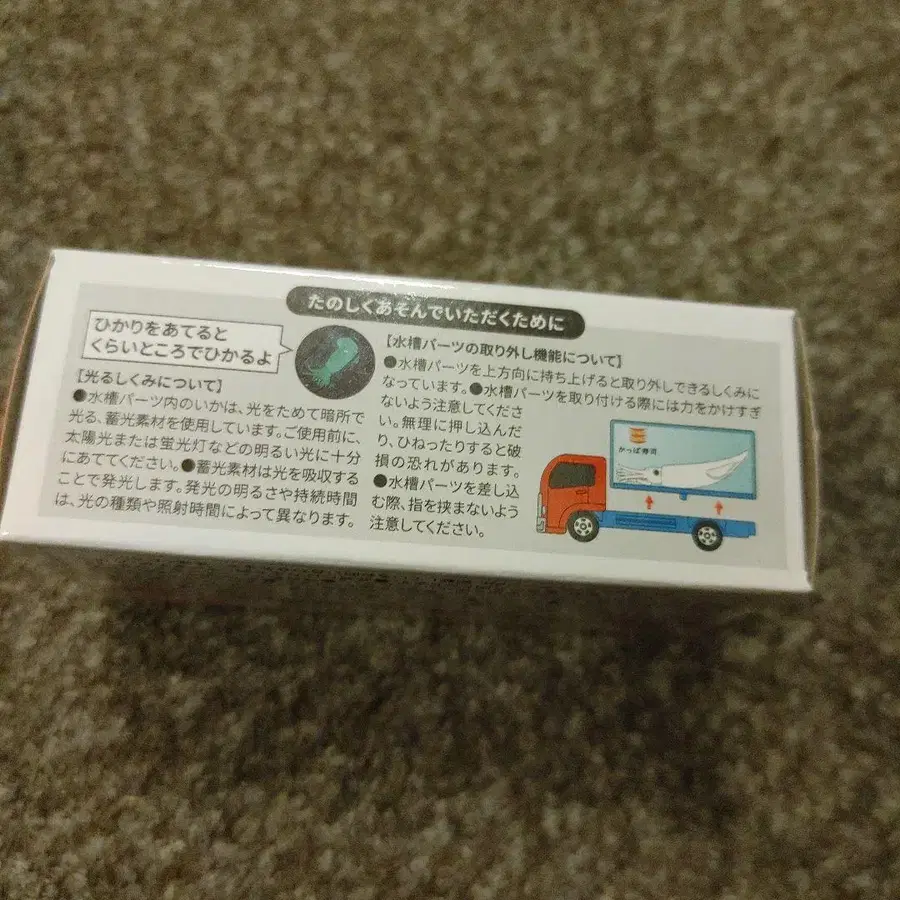 たのしくあそんでいただくために
ひかりをあてると
くらいところでひかるよ
【光るしくみについて】
●水槽パーツ内のいかは、光をためて暗所で
光る、蓄光素材を使用しています。ご使用前に、
太陽光または蛍光灯などの明るい光に十分
にあててください。●蓄光素材は光を吸収する
ことで発光します。発光の明るさや持続時間
は、光の種類や照射時間によって異なります。
【水槽パーツの取り外し機能について】
●水槽パーツを上方向に持ち上げると取り外しできるしくみに
なっています。●水槽パーツを取り付ける際には力をかけすぎ
ないよう注意してくださ
い。無理に押し込んだ
り、ひねったりすると破
損の恐れがあります。
●水槽パーツを差し込
む際、指を挟まないよう
注意してください。
かっぱ寿司